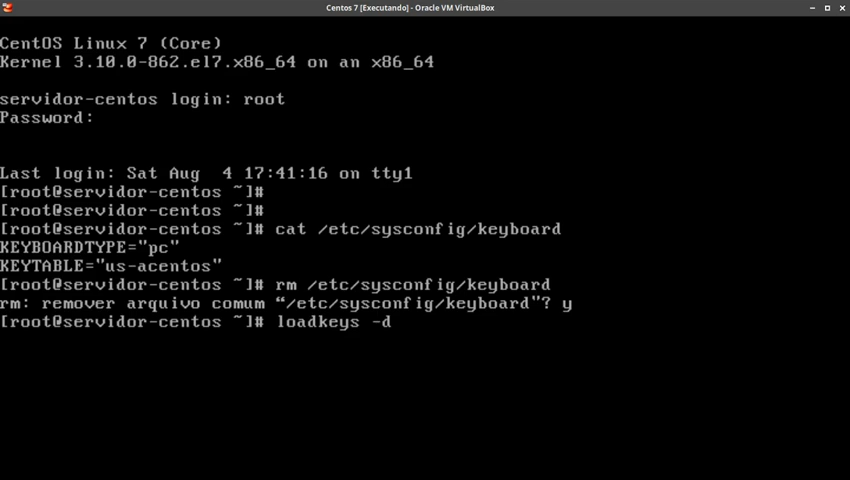 Centos 7 [Executando] - Oracle VM VirtualBox
CentOS Linux 7 (Core)
Kernel 3.10.0-862.el7.x86_64 on an x86_64
servidor-centos login: root
Password:
Last login: Sat Aug  4 17:41:16 on tty1
[root@servidor-centos ~]#
[root@servidor-centos ~]#
[root@servidor-centos ~]# cat /etc/sysconfig/keyboard
KEYBOARDTYPE="pc"
KEYTABLE="us-acentos"
[root@servidor-centos ~]# rm /etc/sysconfig/keyboard
rm: remover arquivo comum “/etc/sysconfig/keyboard"? y
[root@servidor-centos ~]# loadkeys -d